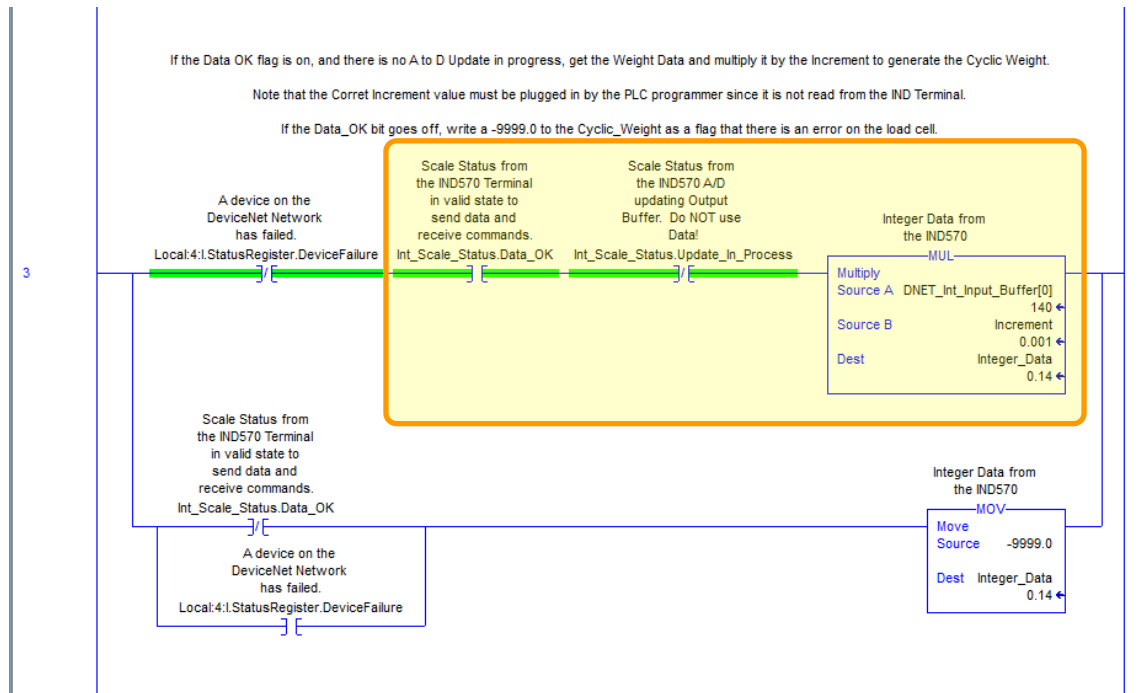 If the Data OK flag is on, and there is no A to D Update in progress, get the Weight Data and multiply it by the Increment to generate the Cyclic Weight.
Note that the Corret Increment value must be plugged in by the PLC programmer since it is not read from the IND Terminal.
If the Data_OK bit goes off, write a -9999.0 to the Cyclic_Weight as a flag that there is an error on the load cell.
3
A device on the
DeviceNet Network
has failed.
Local:4:I.StatusRegister.DeviceFailure
Scale Status from
the IND570 Terminal
in valid state to
send data and
receive commands.
Int_Scale_Status.Data_OK
Scale Status from
the IND570 A/D
updating Output
Buffer. Do NOT use
Data!
Int_Scale_Status.Update_In_Process
Integer Data from
the IND570
MUL
Multiply
Source A DNET_Int_Input_Buffer[0]
140
Source B Increment
0.001
Dest Integer_Data
0.14
Scale Status from
the IND570 Terminal
in valid state to
send data and
receive commands.
Int_Scale_Status.Data_OK
A device on the
DeviceNet Network
has failed.
Local:4:I.StatusRegister.DeviceFailure
Integer Data from
the IND570
MOV
Move
Source -9999.0
Dest Integer_Data
0.14